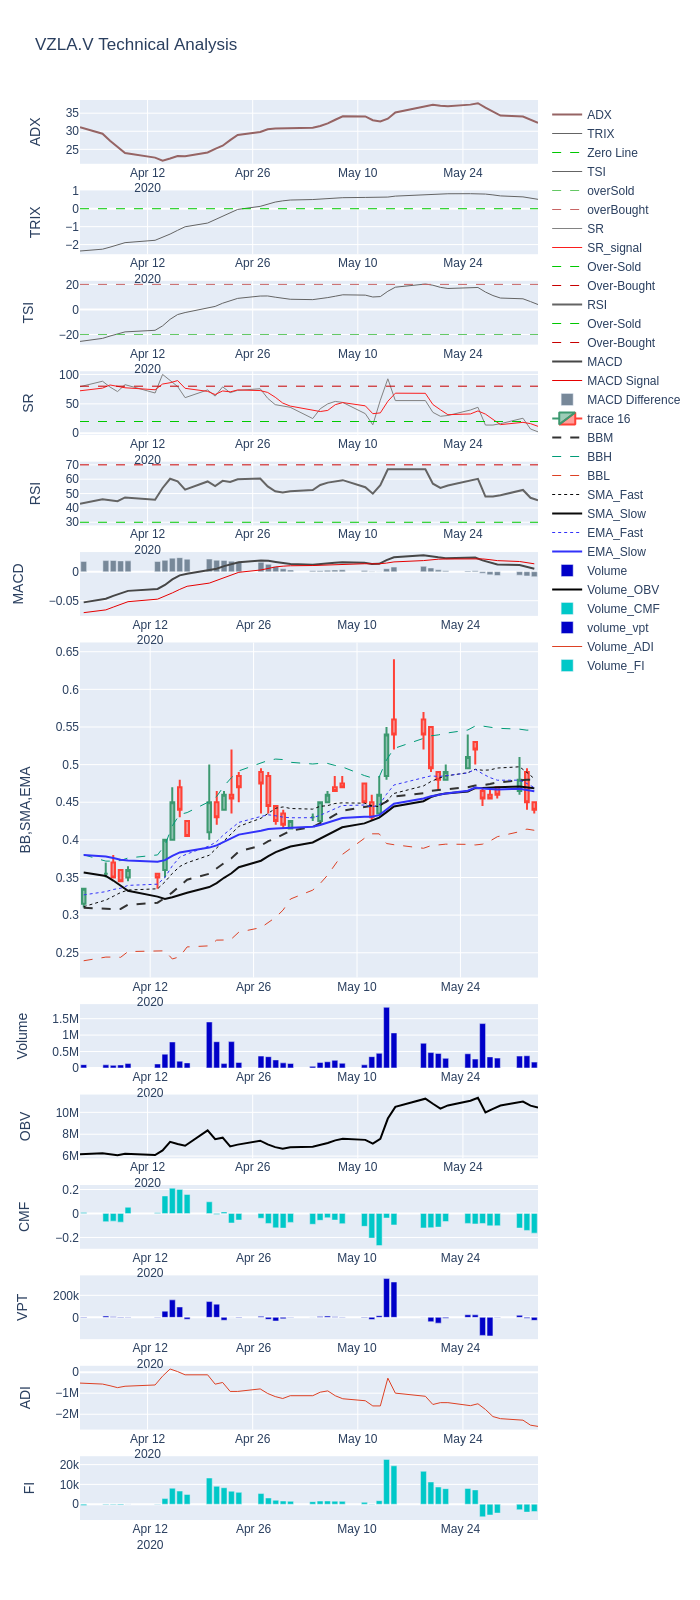 VZLA.V Technical Analysis
ADX
35
30
25
Apr 12
2020
Apr 26
May 10
May 24
TRIX
1
0
−1
−2
Apr 12
2020
Apr 26
May 10
May 24
TSI
20
0
−20
Apr 12
2020
Apr 26
May 10
May 24
SR
100
50
0
Apr 12
2020
Apr 26
May 10
May 24
RSI
70
60
50
40
30
Apr 12
2020
Apr 26
May 10
May 24
MACD
0
−0.05
Apr 12
2020
Apr 26
May 10
May 24
BB,SMA,EMA
0.65
0.6
0.55
0.5
0.45
0.4
0.35
0.3
0.25
Apr 12
2020
Apr 26
May 10
May 24
Volume
1.5M
1M
0.5M
0
Apr 12
2020
Apr 26
May 10
May 24
OBV
10M
8M
6M
Apr 12
2020
Apr 26
May 10
May 24
CMF
0.2
0
−0.2
Apr 12
2020
Apr 26
May 10
May 24
VPT
200k
0
Apr 12
2020
Apr 26
May 10
May 24
ADI
0
−1M
−2M
Apr 12
2020
Apr 26
May 10
May 24
FI
20k
10k
0
Apr 12
2020
Apr 26
May 10
May 24
ADX
TRIX
Zero Line
TSI
overSold
overBought
SR
SR_signal
Over-Sold
Over-Bought
RSI
Over-Sold
Over-Bought
MACD
MACD Signal
MACD Difference
trace 16
BBM
BBH
BBL
SMA_Fast
SMA_Slow
EMA_Fast
EMA_Slow
Volume
Volume_OBV
Volume_CMF
volume_vpt
Volume_ADI
Volume_FI